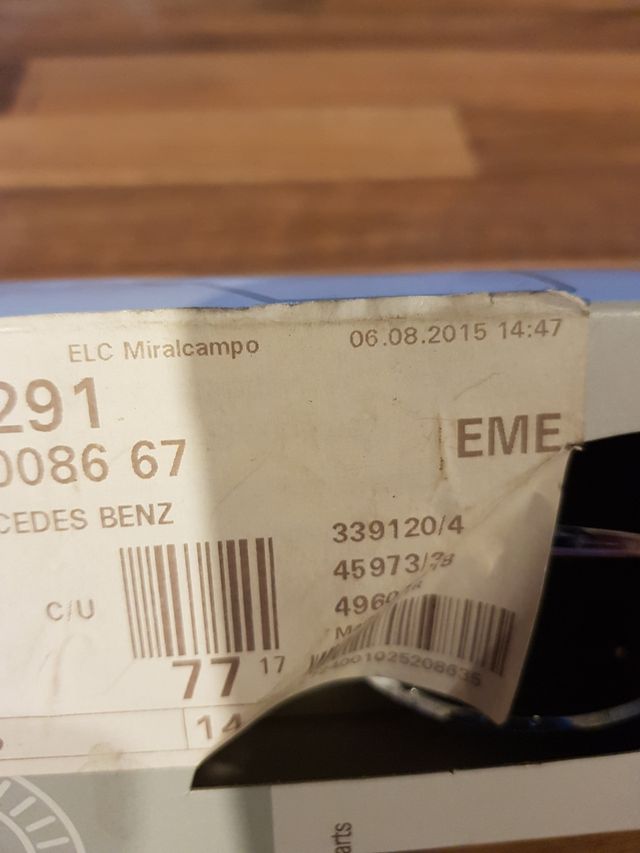 ELC Miralcampo 06.08.2015 14:47
291
0086 67
EME
CEDES BENZ
339120/4
45973/
C/U
77 17
14
arts